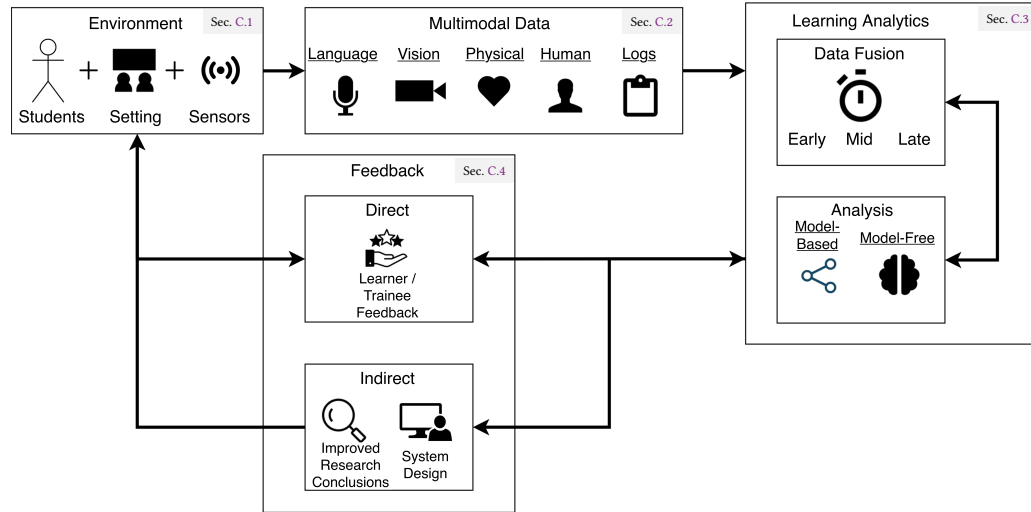 Environment
Sec. C.1
Students
Setting
Sensors
Multimodal Data
Sec. C.2
Language
Vision
Physical
Human
Logs
Learning Analytics
Sec. C.3
Data Fusion
Early
Mid
Late
Analysis
Model-
Based
Model-Free
Feedback
Sec. C.4
Direct
Learner /
Trainee
Feedback
Indirect
Improved
Research
Conclusions
System
Design